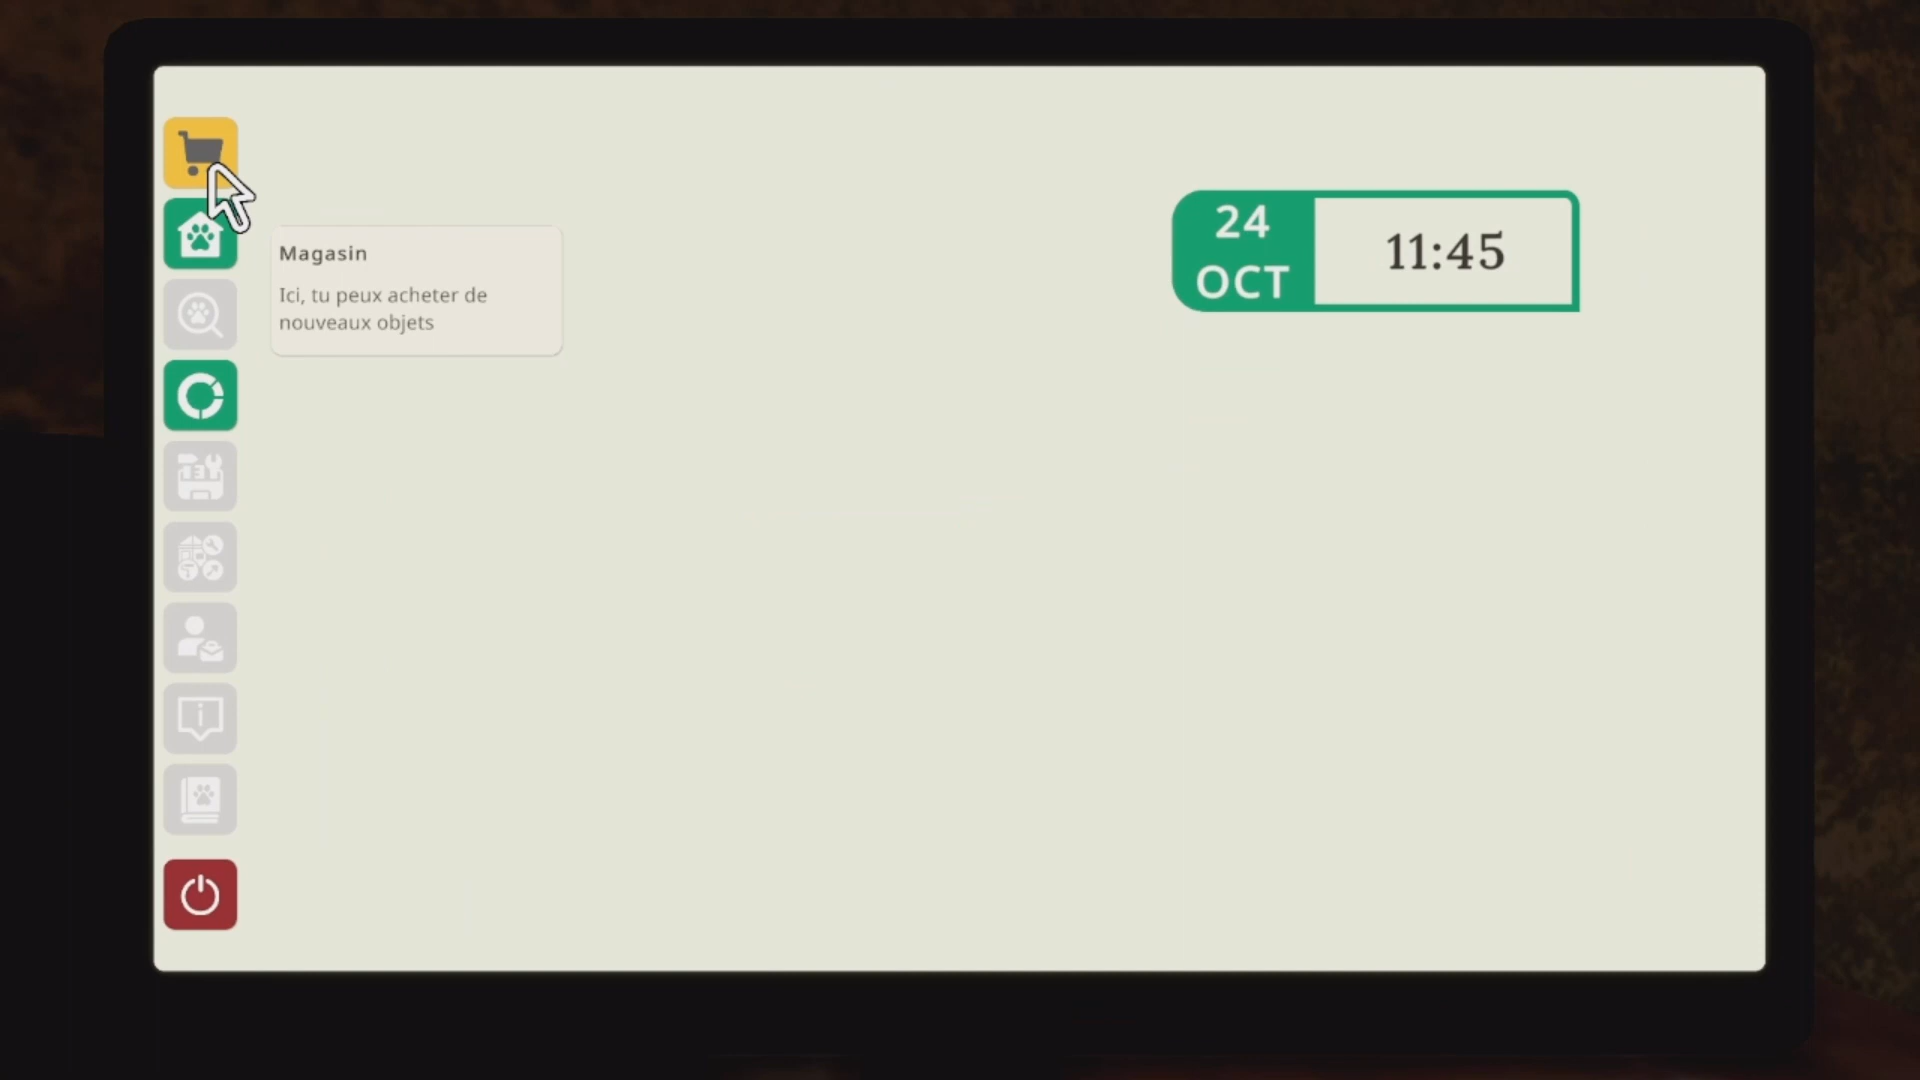 Magasin
Ici, tu peux acheter de
nouveaux objets
24
OCT
11:45